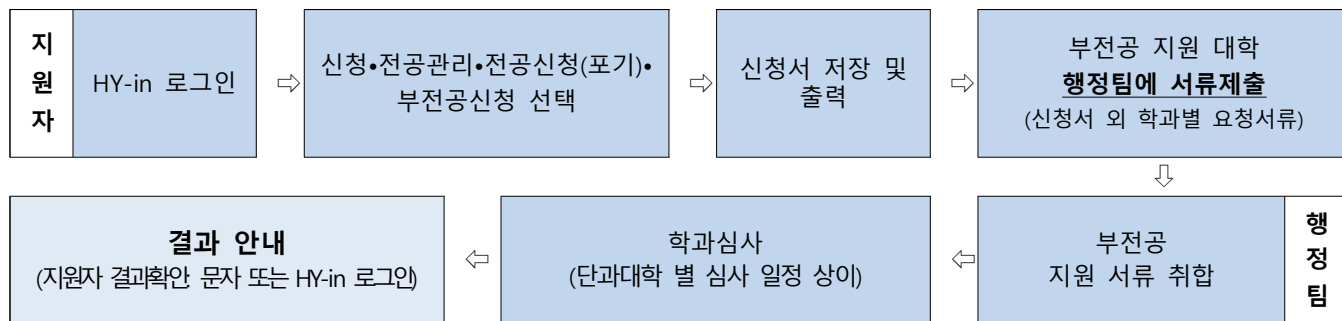 지
원
자
HY-in 로그인
⇨
신청•전공관리•전공신청(포기)•
부전공신청 선택
⇨
신청서 저장 및
출력
⇨
부전공 지원 대학
행정팀에 서류제출
(신청서 외 학과별 요청서류)
⇩
결과 안내
(지원자 결과확인: 문자 또는 HY-in 로그인)
⇦
학과심사
(단과대학 별 심사 일정 상이)
⇦
부전공
지원 서류 취합
행
정
팀